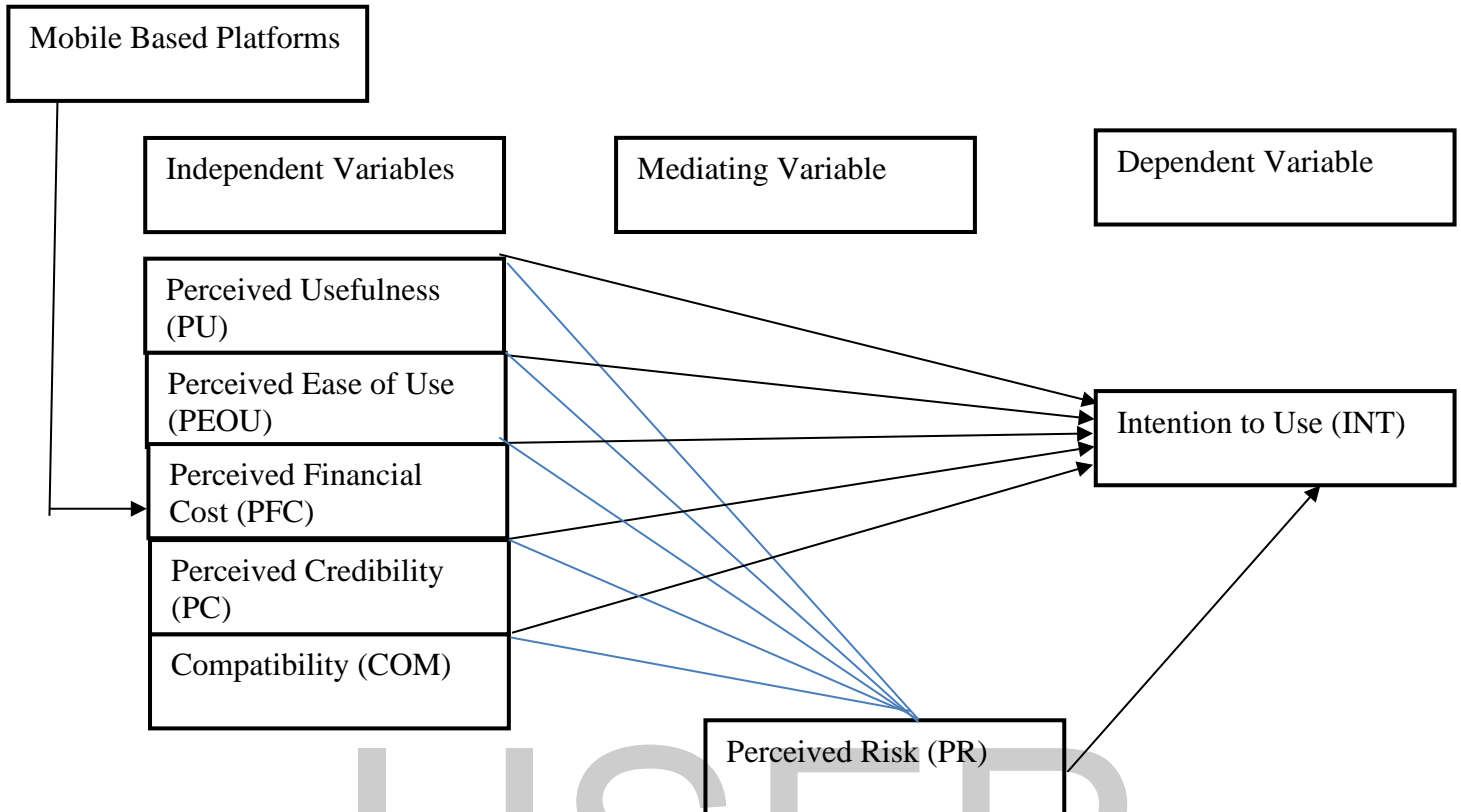 Mobile Based Platforms
Independent Variables
Mediating Variable
Dependent Variable
Perceived Usefulness
(PU)
Perceived Ease of Use
(PEOU)
Perceived Financial
Cost (PFC)
Perceived Credibility
(PC)
Compatibility (COM)
Intention to Use (INT)
Perceived Risk (PR)